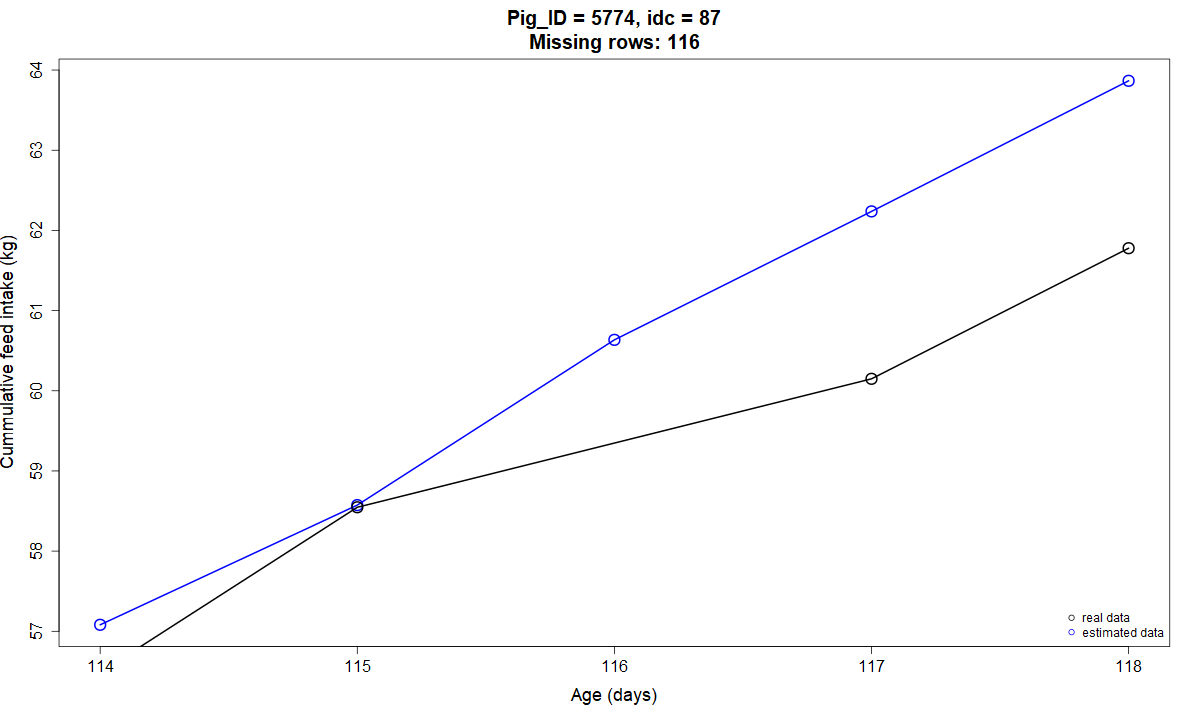 Pig_ID = 5774, idc = 87
Missing rows: 116
Cummulative feed intake (kg)
64
63
62
61
60
59
58
57
114 115 116 117 118
Age (days)
real data
estimated data